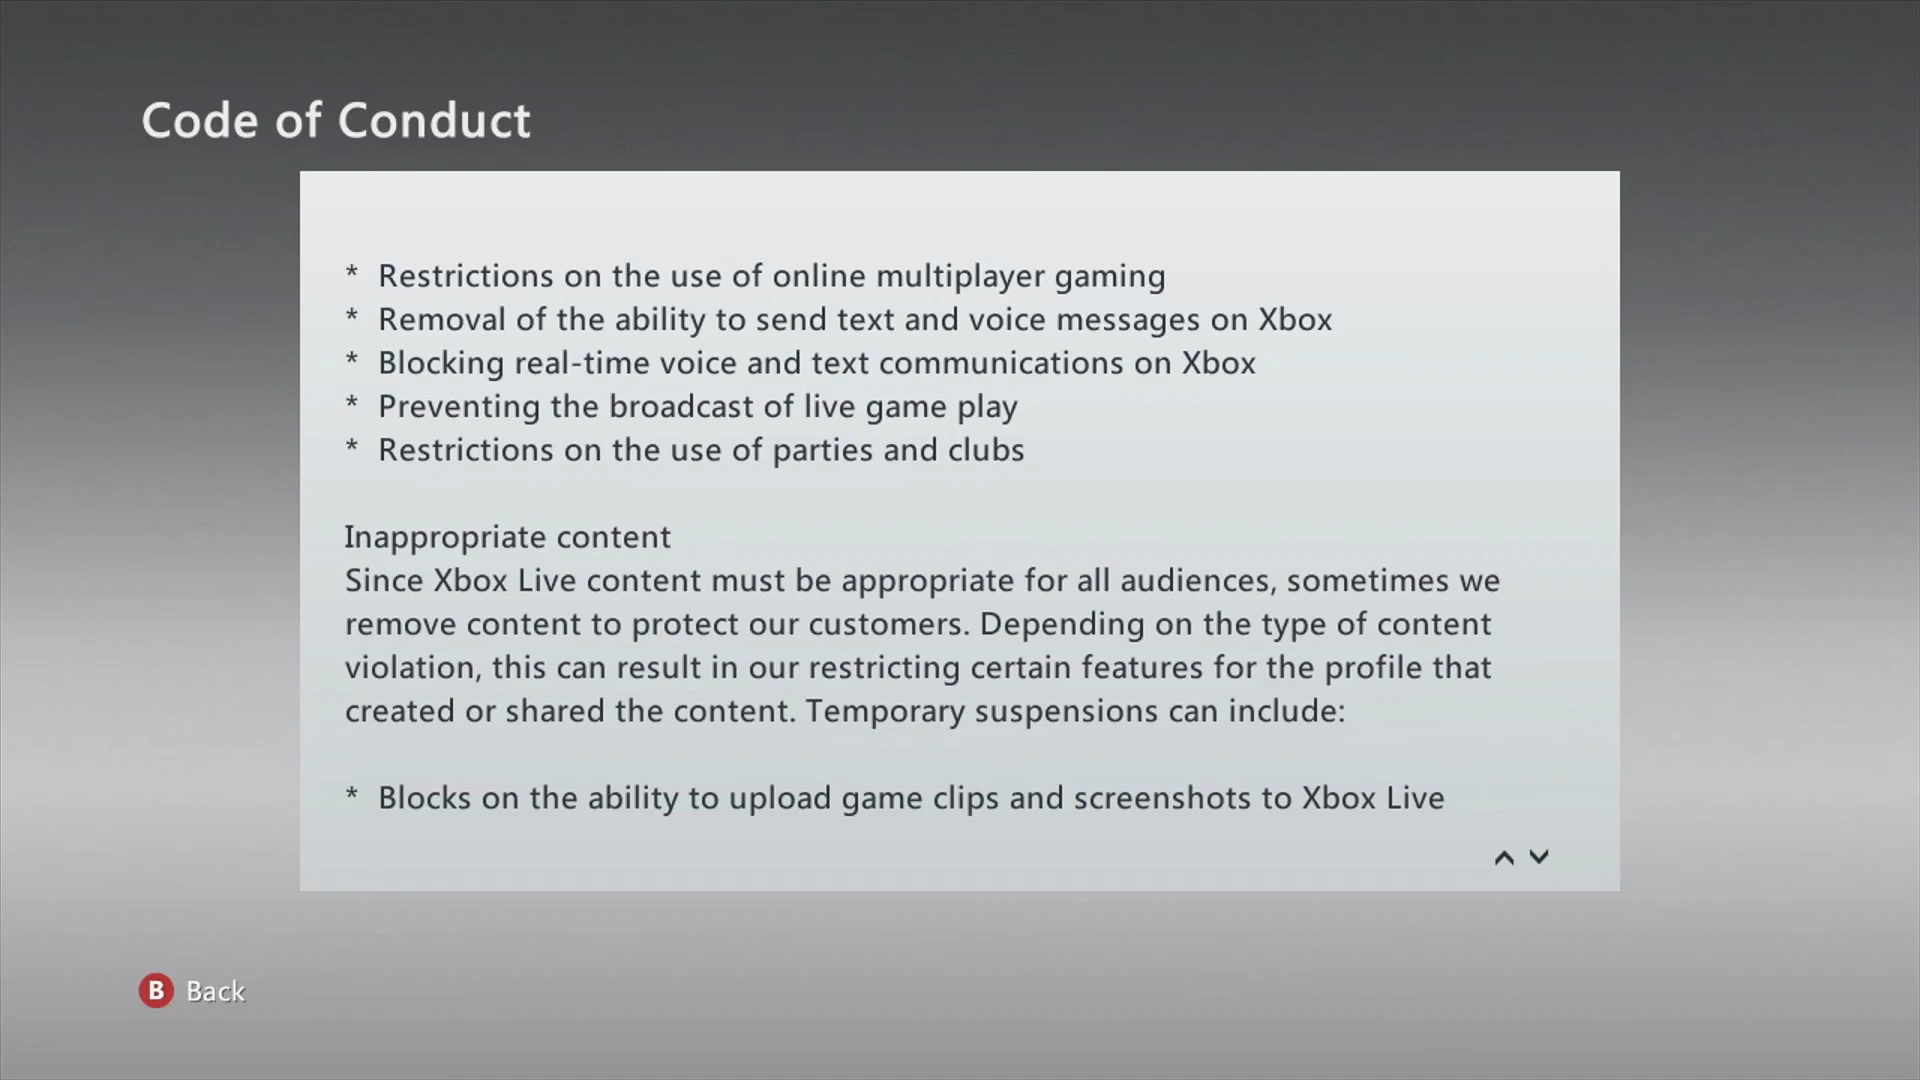 Code of Conduct
* Restrictions on the use of online multiplayer gaming
* Removal of the ability to send text and voice messages on Xbox
* Blocking real-time voice and text communications on Xbox
* Preventing the broadcast of live game play
* Restrictions on the use of parties and clubs
Inappropriate content
Since Xbox Live content must be appropriate for all audiences, sometimes we
remove content to protect our customers. Depending on the type of content
violation, this can result in our restricting certain features for the profile that
created or shared the content. Temporary suspensions can include:
* Blocks on the ability to upload game clips and screenshots to Xbox Live
B Back